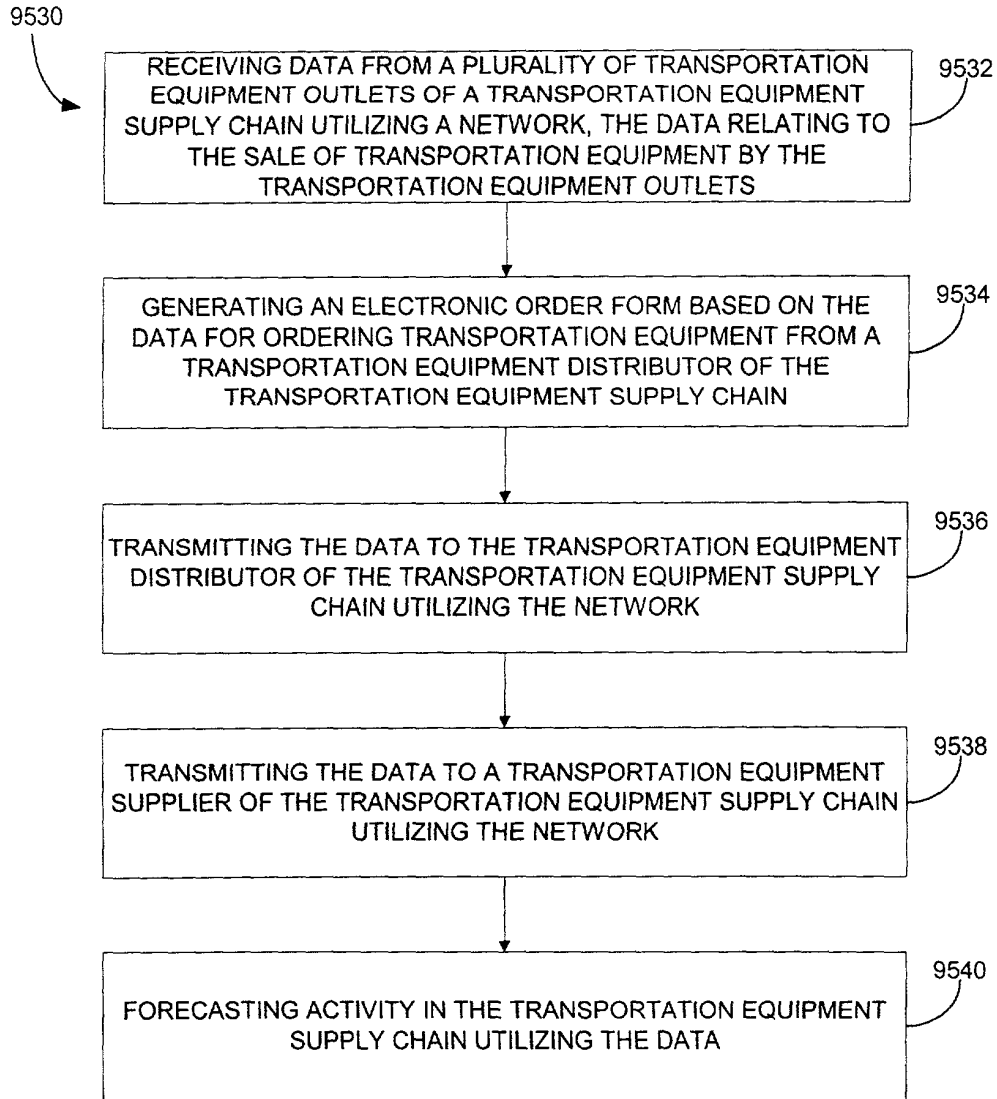 9530
RECEIVING DATA FROM A PLURALITY OF TRANSPORTATION
EQUIPMENT OUTLETS OF A TRANSPORTATION EQUIPMENT
SUPPLY CHAIN UTILIZING A NETWORK, THE DATA RELATING TO
THE SALE OF TRANSPORTATION EQUIPMENT BY THE
TRANSPORTATION EQUIPMENT OUTLETS
9532
GENERATING AN ELECTRONIC ORDER FORM BASED ON THE
DATA FOR ORDERING TRANSPORTATION EQUIPMENT FROM A
TRANSPORTATION EQUIPMENT DISTRIBUTOR OF THE
TRANSPORTATION EQUIPMENT SUPPLY CHAIN
9534
TRANSMITTING THE DATA TO THE TRANSPORTATION EQUIPMENT
DISTRIBUTOR OF THE TRANSPORTATION EQUIPMENT SUPPLY
CHAIN UTILIZING THE NETWORK
9536
TRANSMITTING THE DATA TO A TRANSPORTATION EQUIPMENT
SUPPLIER OF THE TRANSPORTATION EQUIPMENT SUPPLY CHAIN
UTILIZING THE NETWORK
9538
FORECASTING ACTIVITY IN THE TRANSPORTATION EQUIPMENT
SUPPLY CHAIN UTILIZING THE DATA
9540